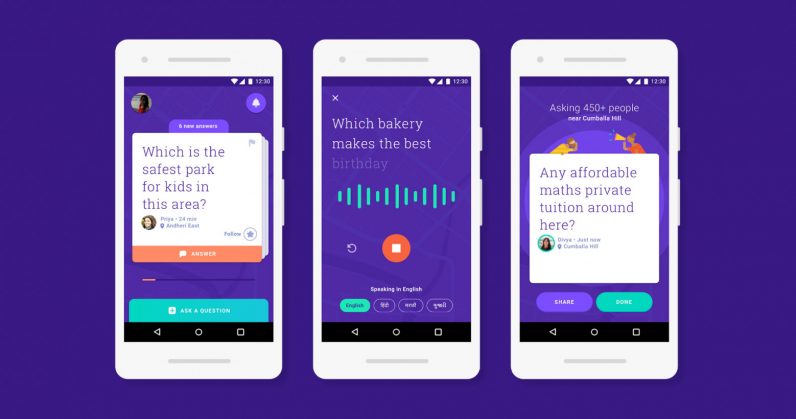 12:30
6 new answers
Which is the
safest park
for kids in
this area?
Priya • 24 min
Andheri East
Follow
ANSWER
ASK A QUESTION
12:30
Which bakery
makes the best
birthday
Speaking in English
English
हिंदी
मराठी
ગુજરાતી
12:30
Asking 450+ people
near Cumballa Hill
Any affordable
maths private
tuition around
here?
Divya • Just now
Cumballa Hill
SHARE
DONE